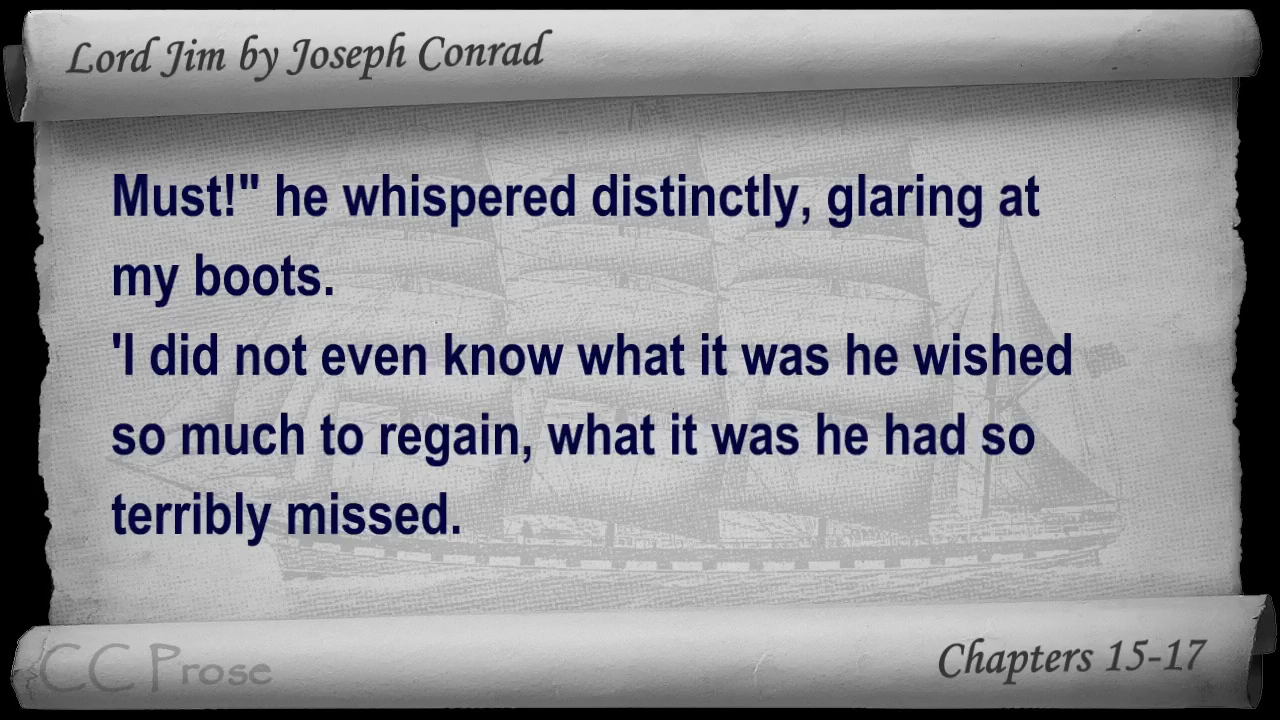 Lord Jim by Joseph Conrad
Must!" he whispered distinctly, glaring at
my boots.
'I did not even know what it was he wished
so much to regain, what it was he had so
terribly missed.
CC Prose
Chapters 15-17